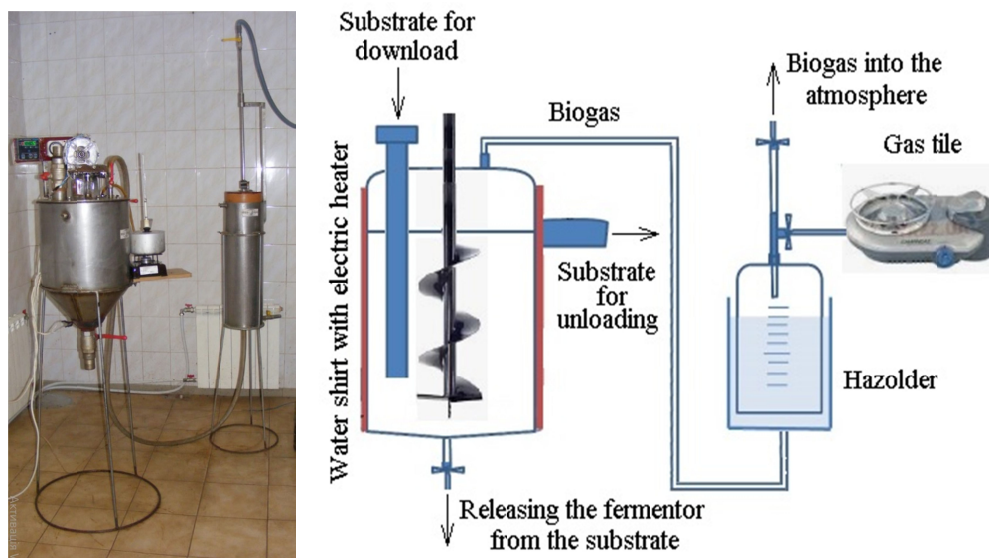 Substrate for
download
Biogas
Biogas into the
atmosphere
Gas tile
Water shirt with electric heater
Substrate
for
unloading
Hazolder
Releasing the fermentor
from the substrate